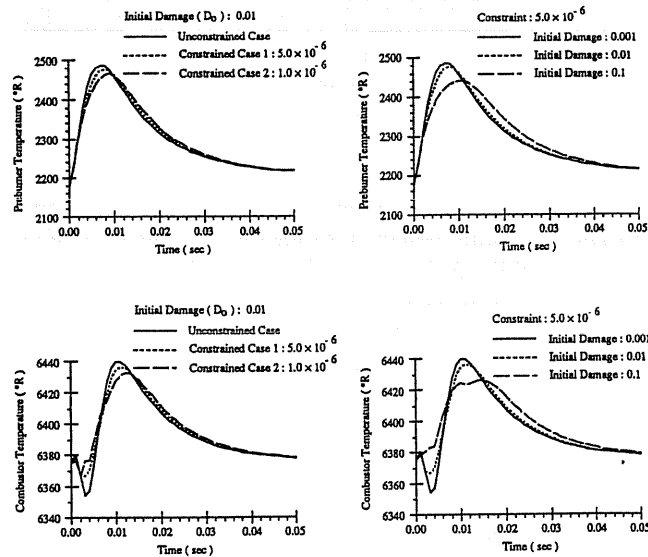 Initial Damage ( D₀ ) : 0.01
Unconstrained Case
Constrained Case 1 : 5.0 × 10⁻⁶
Constrained Case 2 : 1.0 × 10⁻⁶
2500
2400
2300
2200
2100
Preburner Temperature ( °R )
0.00 0.01 0.02 0.03 0.04 0.05
Time ( sec )
Constraint : 5.0 × 10⁻⁶
Initial Damage : 0.001
Initial Damage : 0.01
Initial Damage : 0.1
2500
2400
2300
2200
2100
Preburner Temperature ( °R )
0.00 0.01 0.02 0.03 0.04 0.05
Time ( sec )
Initial Damage ( D₀ ) : 0.01
Unconstrained Case
Constrained Case 1 : 5.0 × 10⁻⁶
Constrained Case 2 : 1.0 × 10⁻⁶
6440
6420
6400
6380
6360
6340
Combustor Temperature ( °R )
0.00 0.01 0.02 0.03 0.04 0.05
Time ( sec )
Constraint : 5.0 × 10⁻⁶
Initial Damage : 0.001
Initial Damage : 0.01
Initial Damage : 0.1
6440
6420
6400
6380
6360
6340
Combustor Temperature ( °R )
0.00 0.01 0.02 0.03 0.04 0.05
Time ( sec )